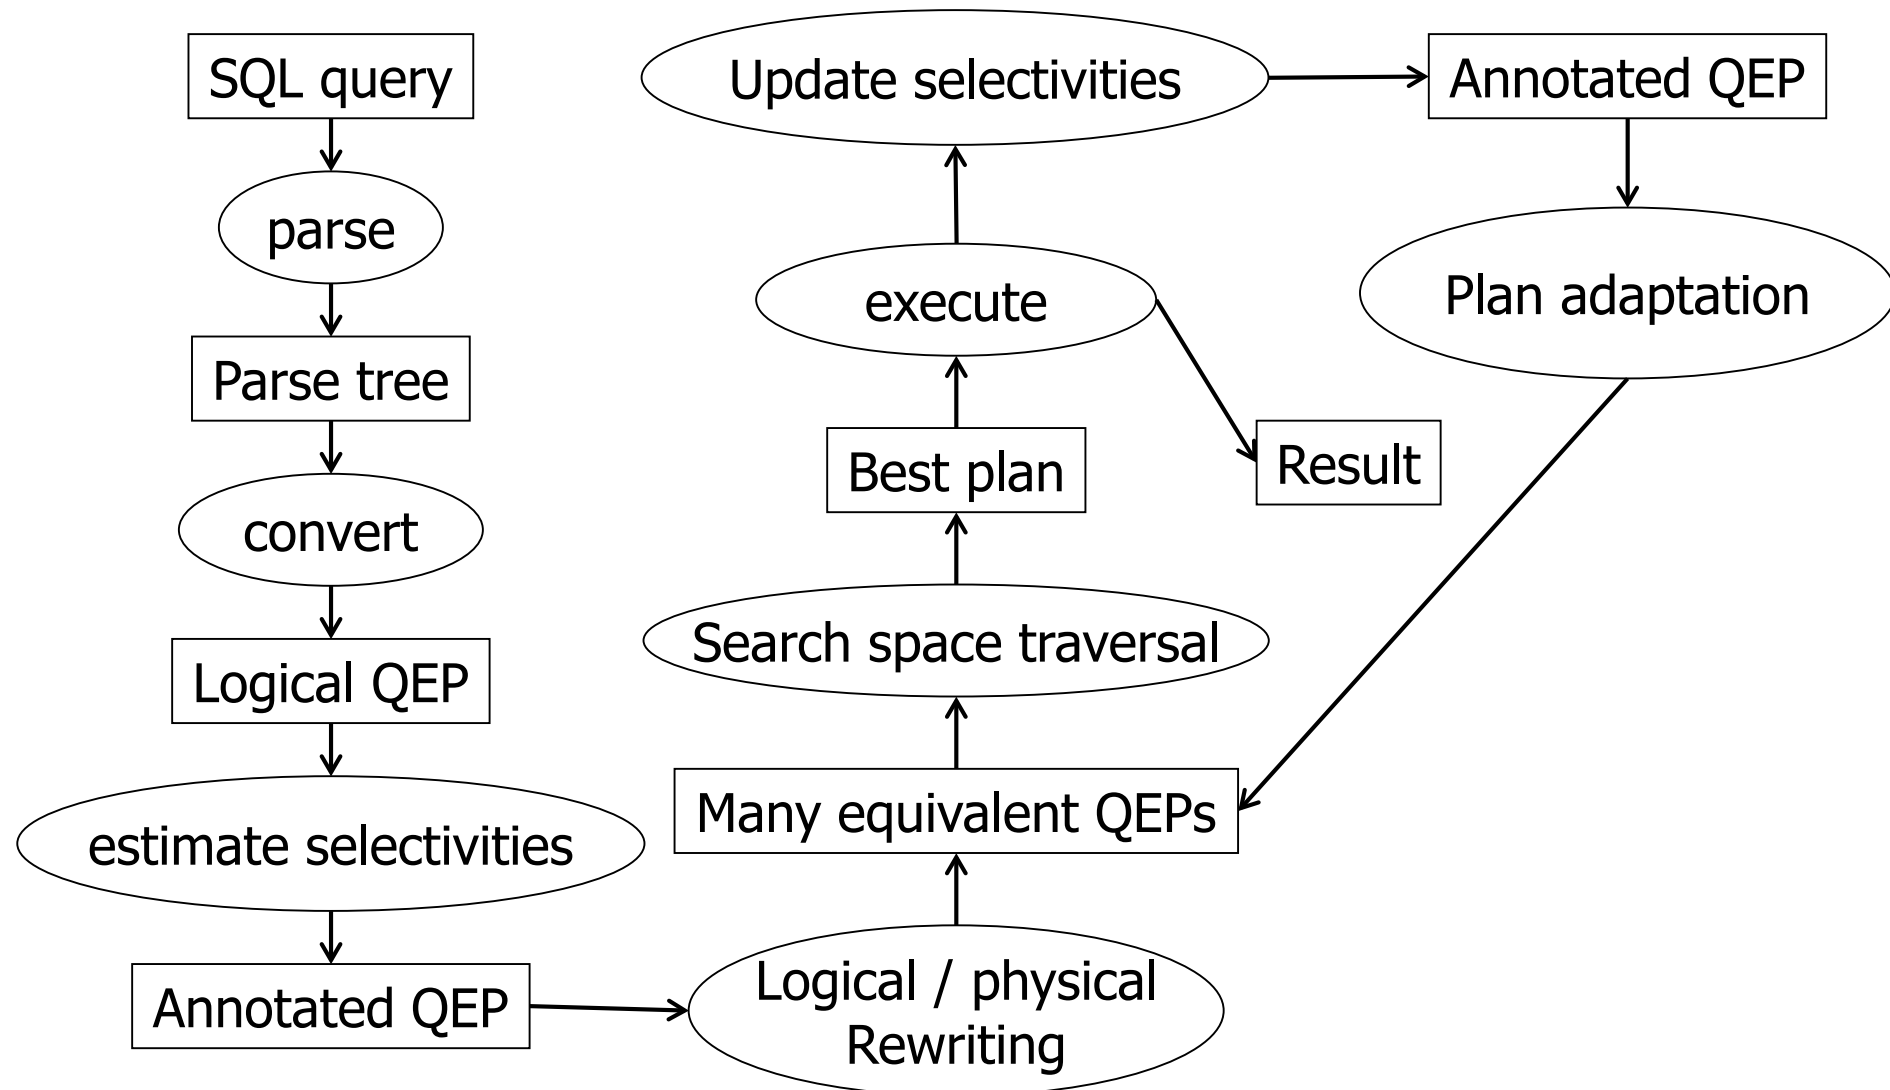 SQL query
parse
Parse tree
convert
Logical QEP
estimate selectivities
Annotated QEP
Logical / physical
Rewriting
Many equivalent QEPs
Search space traversal
Best plan
execute
Result
Update selectivities
Annotated QEP
Plan adaptation